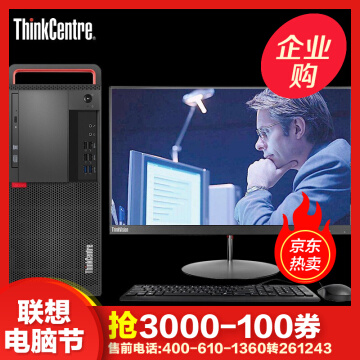 ThinkCentre®
企业
购
ThinkCentre
ThinkVision
京东
热卖
联想
电脑节
抢3000-100券
售前电话:400-610-1360转261243